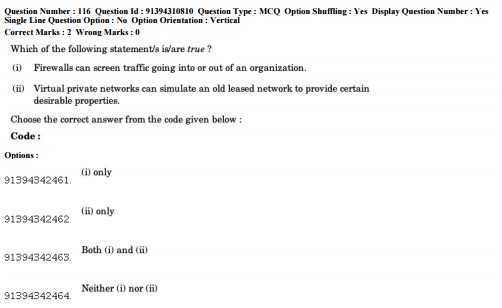 Question Number : 116 Question Id : 91394310810 Question Type : MCQ Option Shuffling : Yes Display Question Number : Yes
Single Line Question Option : No Option Orientation : Vertical
Correct Marks : 2 Wrong Marks : 0
Which of the following statement/s is/are true ?
(i) Firewalls can screen traffic going into or out of an organization.
(ii) Virtual private networks can simulate an old leased network to provide certain
desirable properties.
Choose the correct answer from the code given below :
Code :
Options :
(i) only
91394342461.
(ii) only
91394342462.
Both (i) and (ii)
91394342463.
Neither (i) nor (ii)
91394342464.